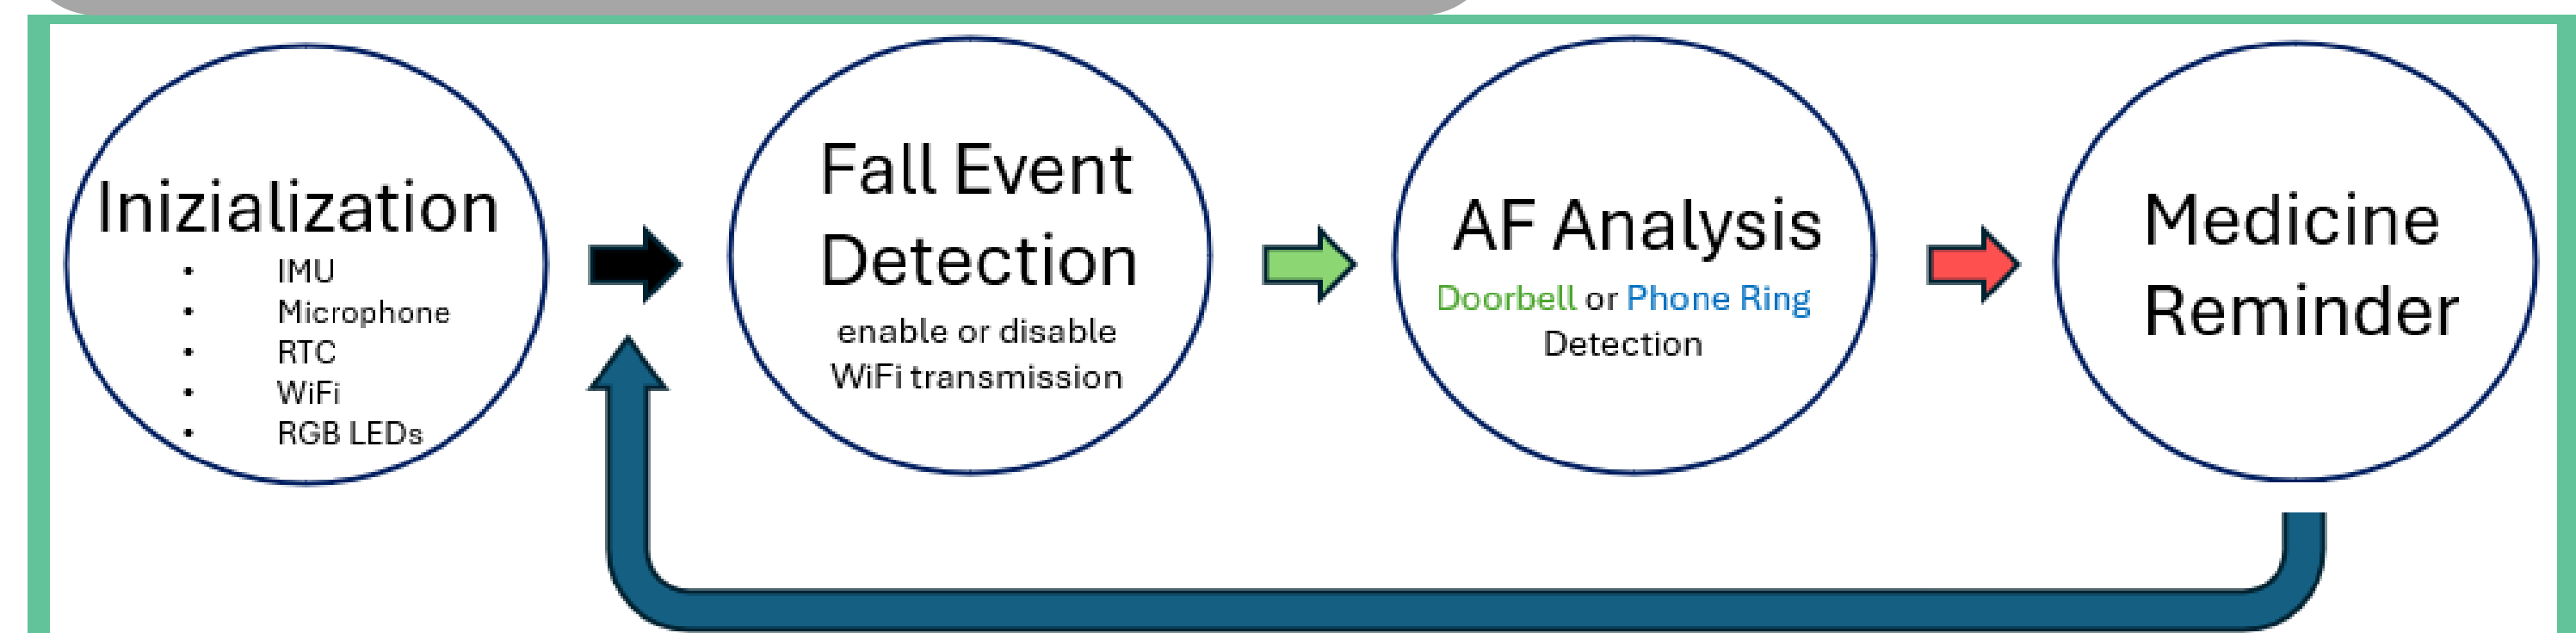 Inizialization
• IMU
• Microphone
• RTC
• WiFi
• RGB LEDs
Fall Event
Detection
enable or disable
WiFi transmission
AF Analysis
Doorbell or Phone Ring
Detection
Medicine
Reminder